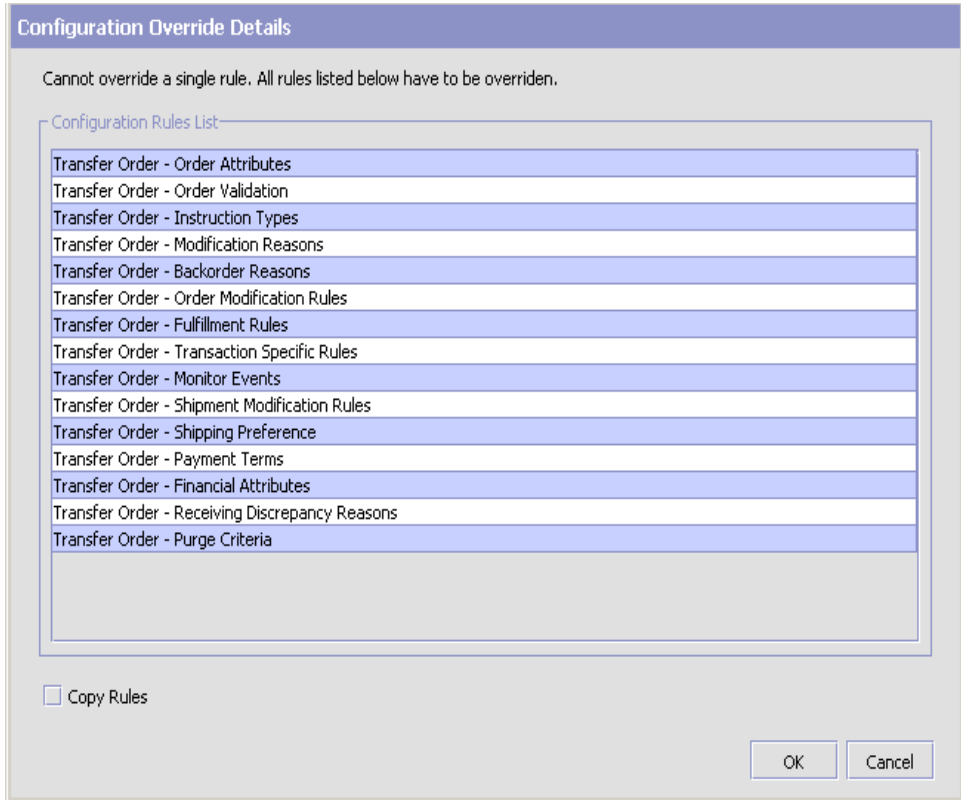 Configuration Override Details
Cannot override a single rule. All rules listed below have to be overriden.
Configuration Rules List
Transfer Order - Order Attributes
Transfer Order - Order Validation
Transfer Order - Instruction Types
Transfer Order - Modification Reasons
Transfer Order - Backorder Reasons
Transfer Order - Order Modification Rules
Transfer Order - Fulfillment Rules
Transfer Order - Transaction Specific Rules
Transfer Order - Monitor Events
Transfer Order - Shipment Modification Rules
Transfer Order - Shipping Preference
Transfer Order - Payment Terms
Transfer Order - Financial Attributes
Transfer Order - Receiving Discrepancy Reasons
Transfer Order - Purge Criteria
Copy Rules
OK Cancel